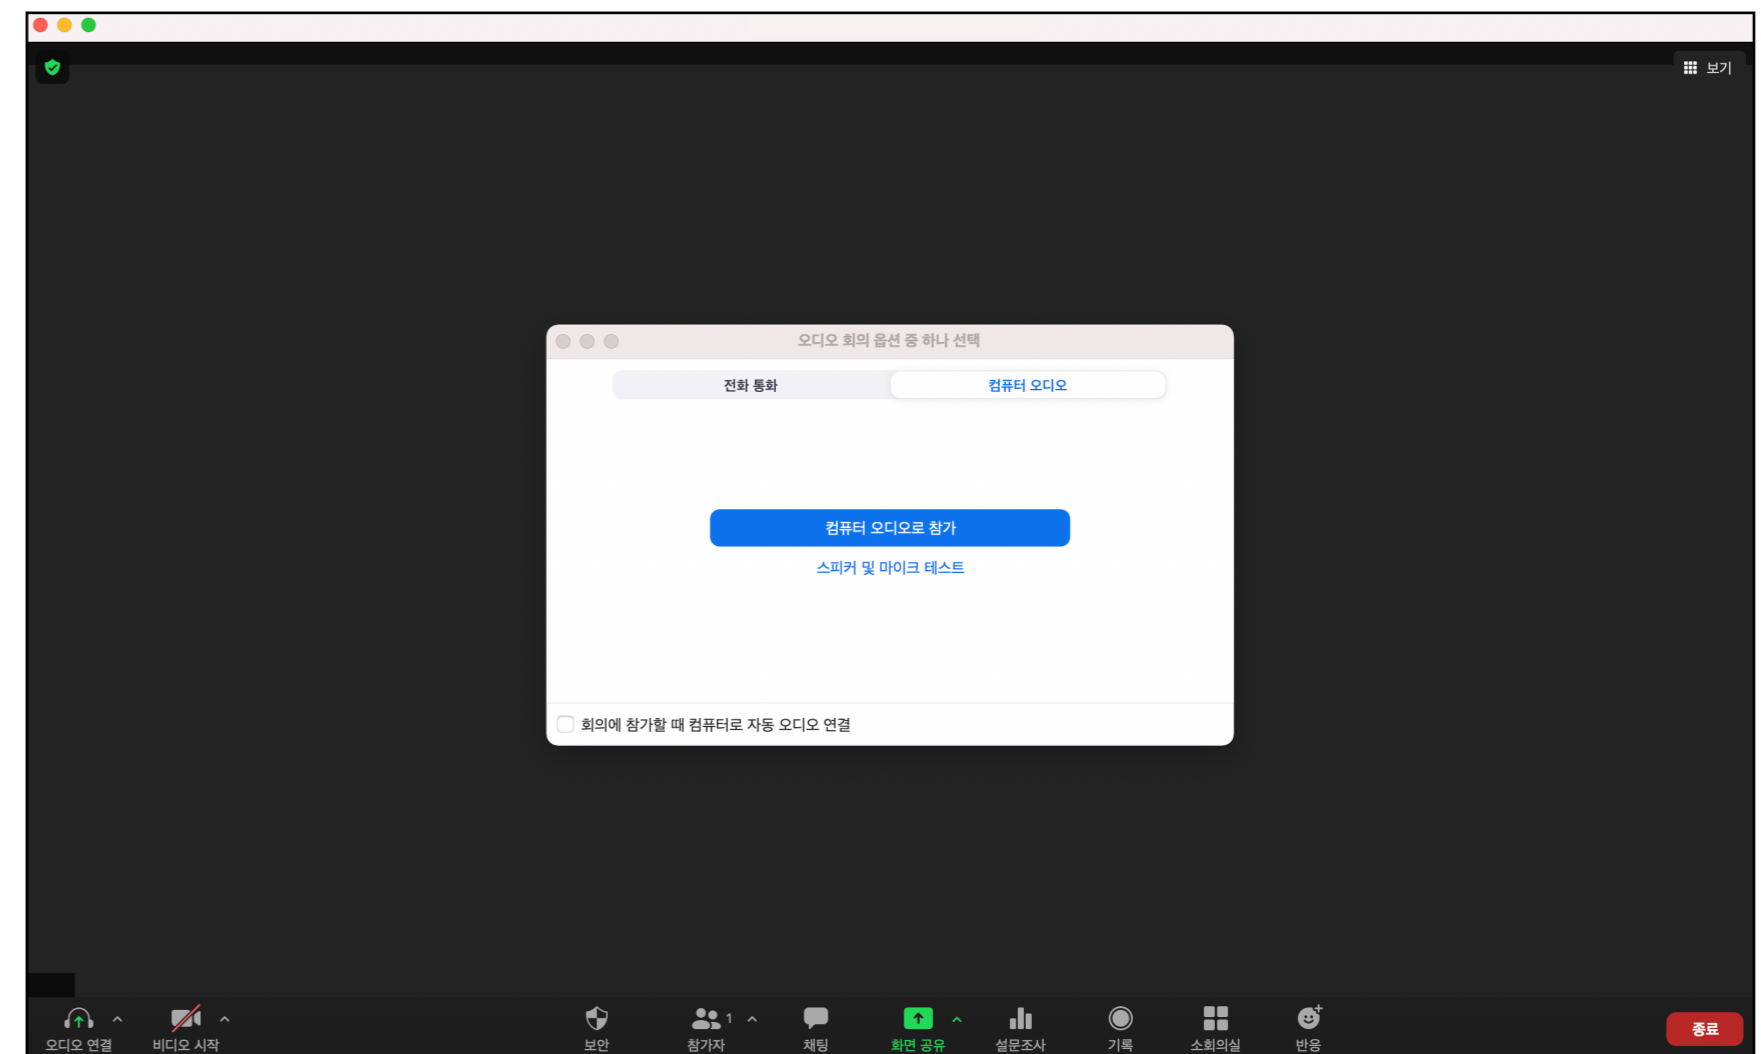 보기
오디오 회의 옵션 중 하나 선택
전화 통화
컴퓨터 오디오
컴퓨터 오디오로 참가
스피커 및 마이크 테스트
회의에 참가할 때 컴퓨터로 자동 오디오 연결
1
오디오 연결
비디오 시작
보안
참가자
채팅
화면 공유
설문조사
기록
소회의실
반응
종료